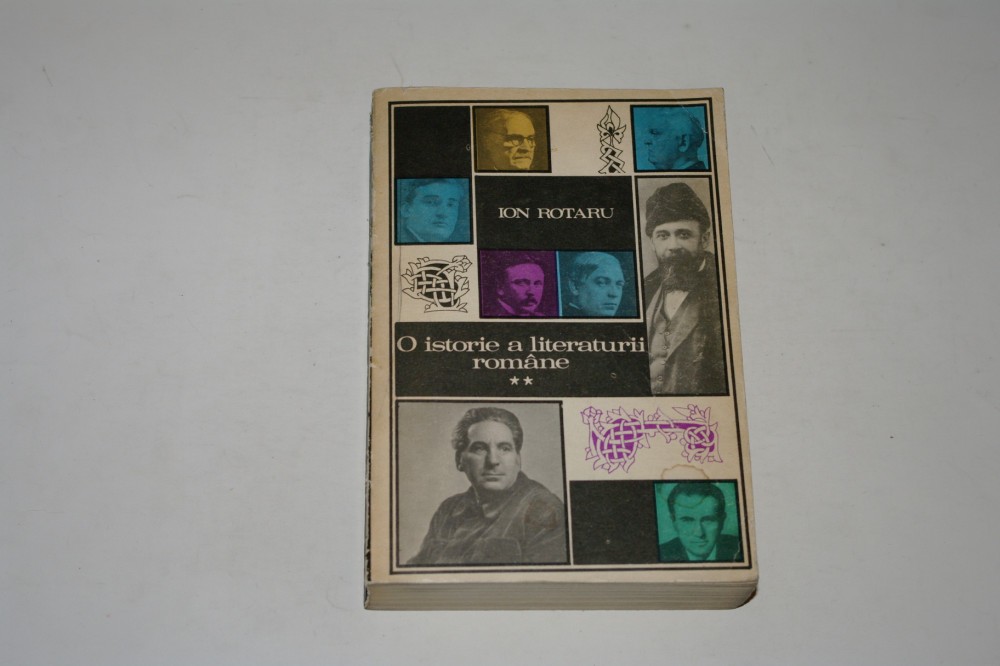 ION ROTARU
O istorie a literaturii
române
**